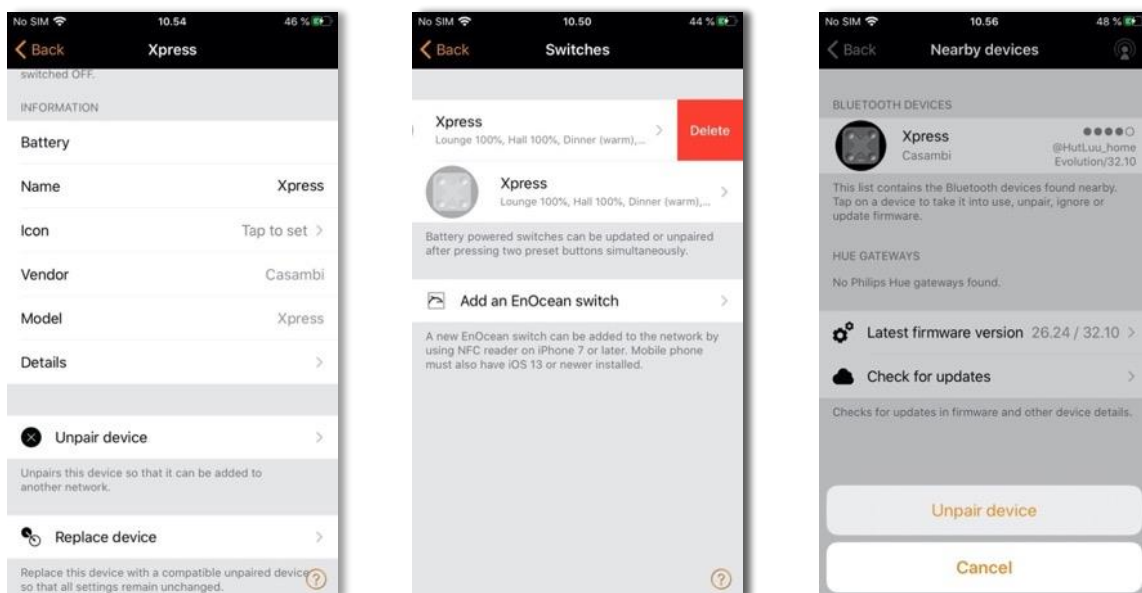 No SIM 10.54 46 %
Back Xpress
switched OFF.
INFORMATION
Battery
Name Xpress
Icon Tap to set
Vendor Casambi
Model Xpress
Details
Unpair device
Unpairs this device so that it can be added to
another network.
Replace device
Replace this device with a compatible unpaired device
so that all settings remain unchanged.
?
No SIM 10.50 44 %
Back Switches
Xpress
Lounge 100%, Hall 100%, Dinner (warm),...
Delete
Xpress
Lounge 100%, Hall 100%, Dinner (warm),...
Battery powered switches can be updated or unpaired
after pressing two preset buttons simultaneously.
Add an EnOcean switch
A new EnOcean switch can be added to the network by
using NFC reader on iPhone 7 or later. Mobile phone
must also have iOS 13 or newer installed.
?
No SIM 10.56 48 %
Back Nearby devices
BLUETOOTH DEVICES
Xpress
Casambi
@HutLuu_home
Evolution/32.10
This list contains the Bluetooth devices found nearby.
Tap on a device to take it into use, unpair, ignore or
update firmware.
HUE GATEWAYS
No Philips Hue gateways found.
Latest firmware version 26.24 / 32.10
Check for updates
Checks for updates in firmware and other device details.
Unpair device
Cancel